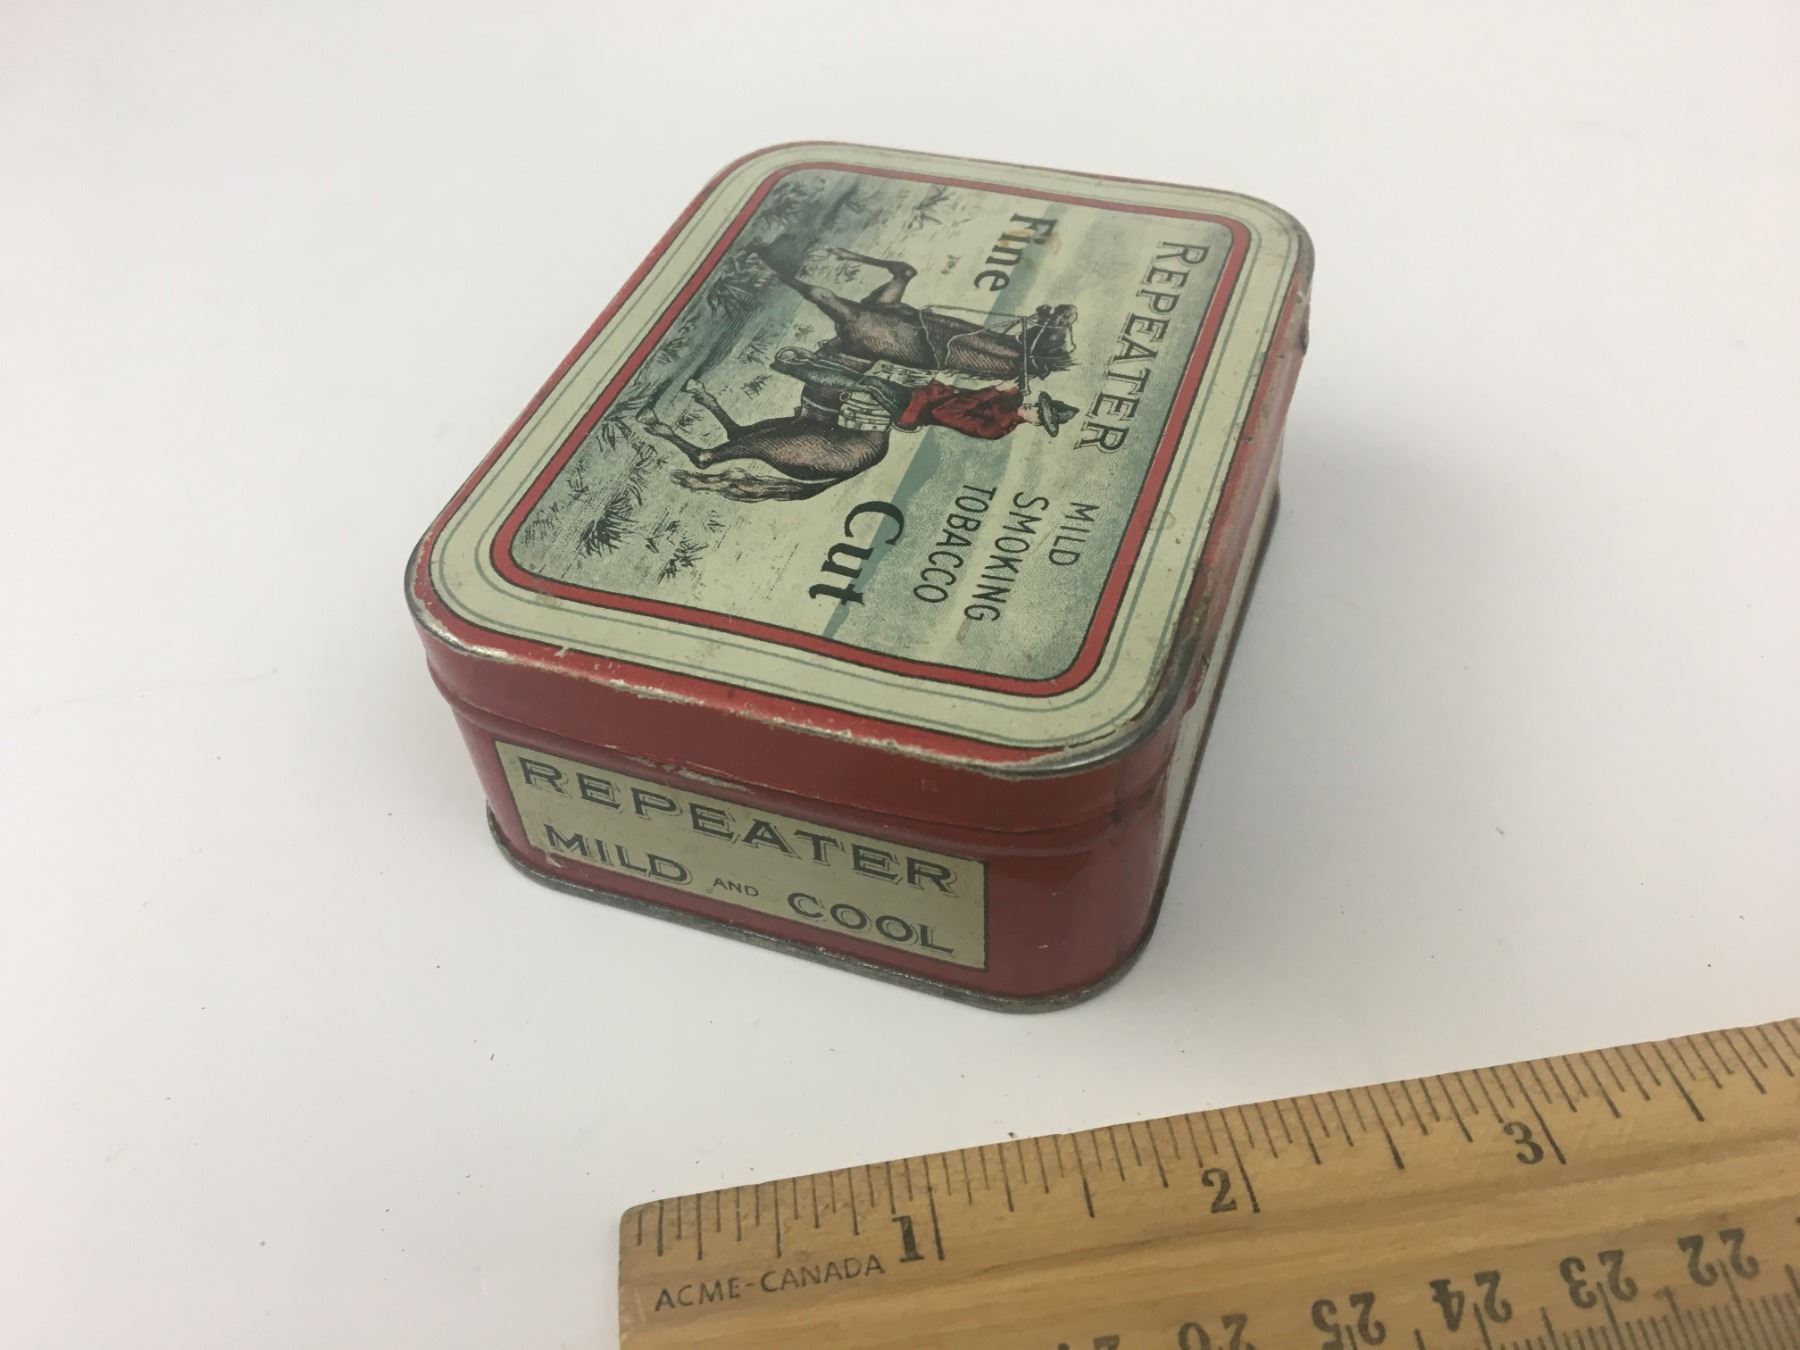 REPEATER
Fine Cut
MILD
SMOKING
TOBACCO
REPEATER
MILD AND COOL
1 2 3
ACME-CANADA
26 25 24 23 22